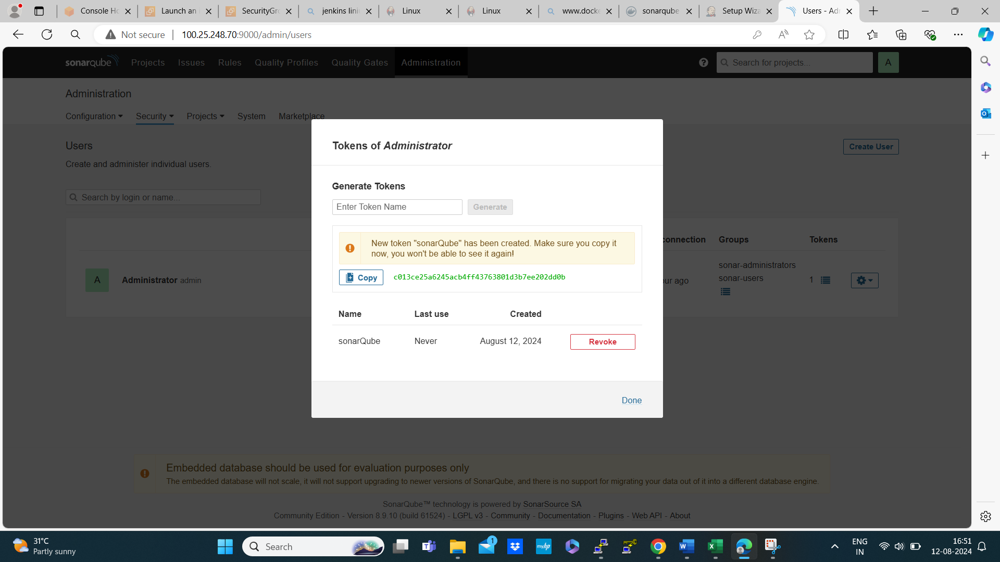 Console Ho
Launch an i
SecurityGro
jenkins liniu
Linux
Linux
www.docke
sonarqube
Setup Wiza
Users - Adm
Not secure
100.25.248.70:9000/admin/users
sonarqube
Projects
Issues
Rules
Quality Profiles
Quality Gates
Administration
Search for projects...
A
Administration
Configuration
Security
Projects
System
Marketplace
Users
Create User
Create and administer individual users.
Search by login or name...
connection
Groups
Tokens
A
Administrator admin
our ago
sonar-administrators
sonar-users
1
Tokens of Administrator
Generate Tokens
Enter Token Name
Generate
New token "sonarQube" has been created. Make sure you copy it
now, you won't be able to see it again!
Copy
c013ce25a6245acb4ff43763801d3b7ee202dd0b
Name Last use Created
sonarQube Never August 12, 2024 Revoke
Done
Embedded database should be used for evaluation purposes only
The embedded database will not scale, it will not support upgrading to newer versions of SonarQube, and there is no support for migrating your data out of it into a different database engine.
SonarQube™ technology is powered by SonarSource SA
Community Edition - Version 8.9.10 (build 61524) - LGPL v3 - Community - Documentation - Plugins - Web API - About
31°C
Partly sunny
Search
1
myhp
ENG
IN
16:51
12-08-2024